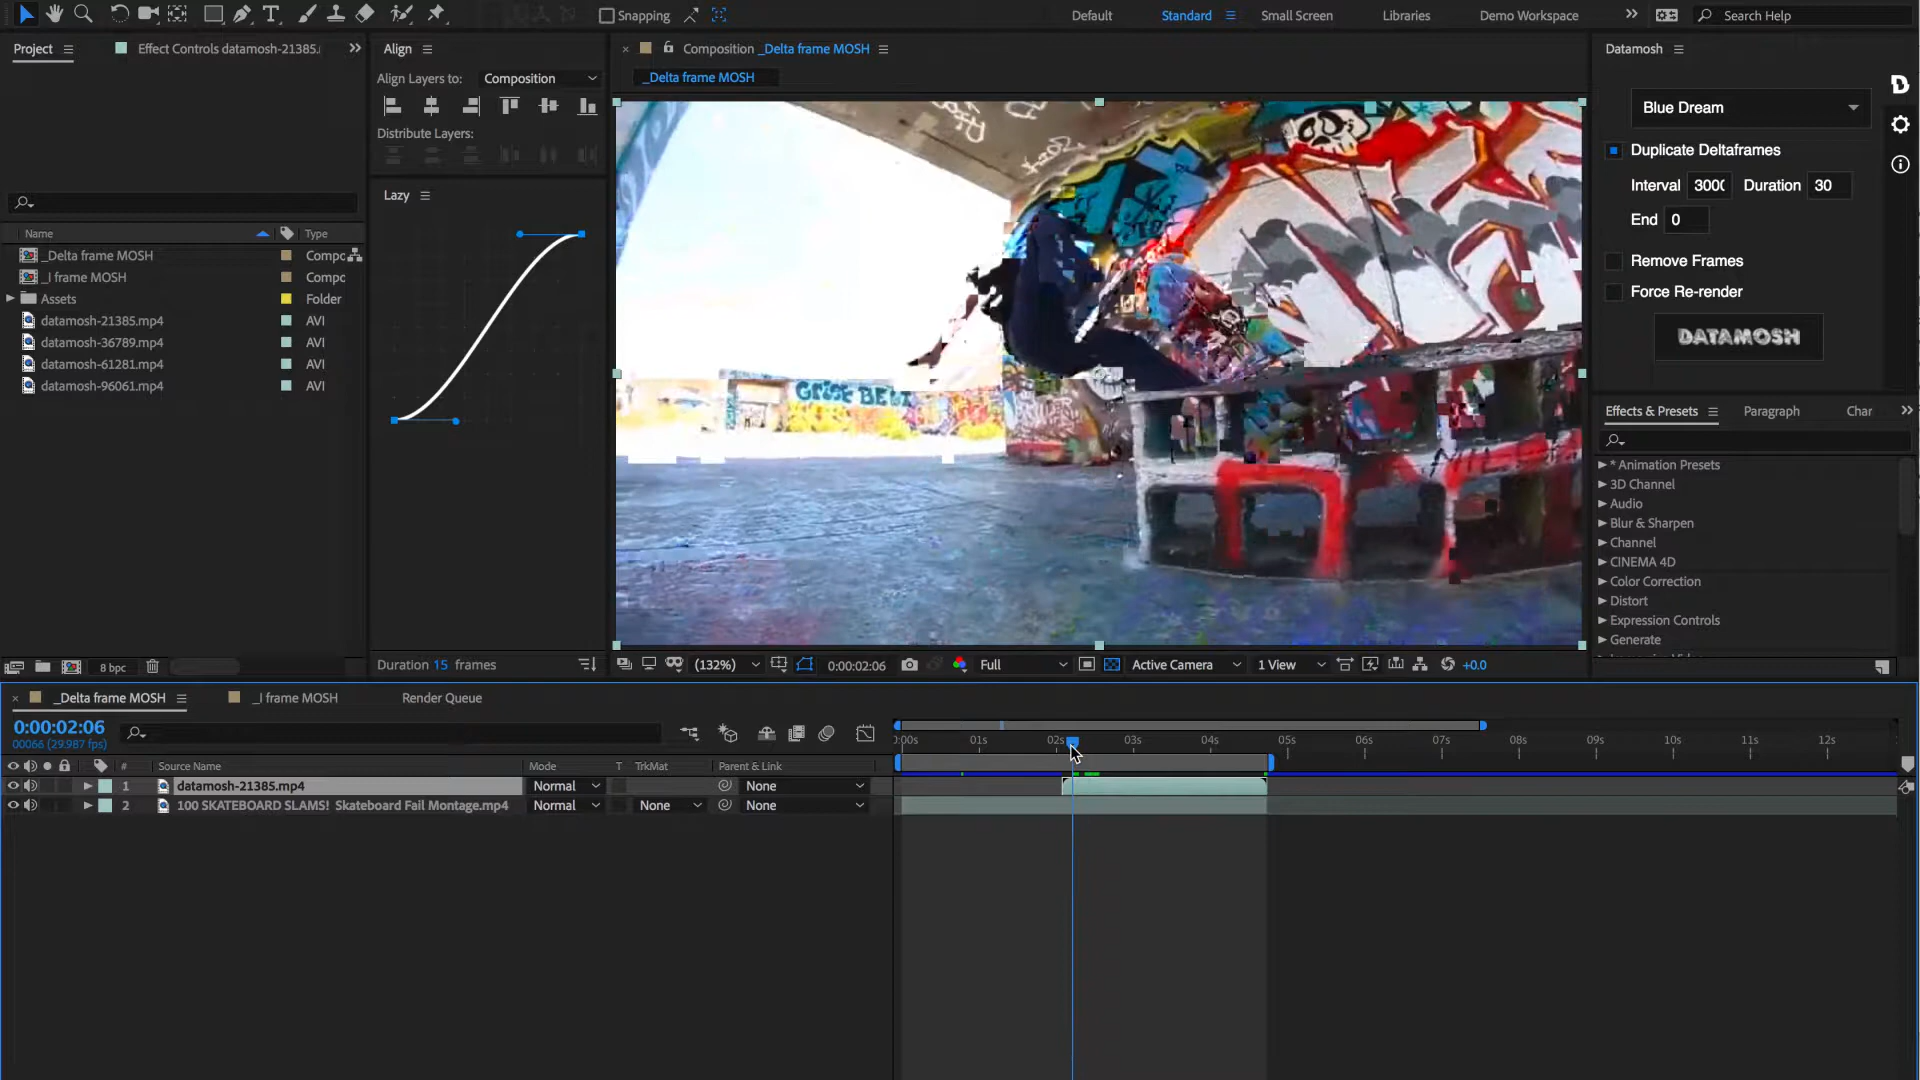 Snapping
Default
Standard
Small Screen
Libraries
Demo Workspace
Search Help
Project
Effect Controls datamosh-21385.
Align
Composition _Delta frame MOSH
Datamosh
Align Layers to:
Composition
_Delta frame MOSH
Blue Dream
Distribute Layers:
Duplicate Deltaframes
Interval 3000 Duration 30
End 0
Remove Frames
Force Re-render
DATAMOSH
Lazy
Name
Type
_Delta frame MOSH
_I frame MOSH
Assets
Folder
datamosh-21385.mp4
AVI
datamosh-36789.mp4
AVI
datamosh-61281.mp4
AVI
datamosh-96061.mp4
AVI
Effects & Presets
Paragraph
Char
* Animation Presets
3D Channel
Audio
Blur & Sharpen
Channel
CINEMA 4D
Color Correction
Distort
Expression Controls
Generate
8 bpc
Duration 15 frames
(132%)
0:00:02:06
Full
Active Camera
1 View
+0.0
_Delta frame MOSH
_I frame MOSH
Render Queue
0:00:02:06
00066 (29.987 fps)
:00s
01s
02s
03s
04s
05s
06s
07s
08s
09s
10s
11s
12s
#
Source Name
Mode
T TrkMat
Parent & Link
1
datamosh-21385.mp4
Normal
None
2
100 SKATEBOARD SLAMS! Skateboard Fail Montage.mp4
Normal
None
None